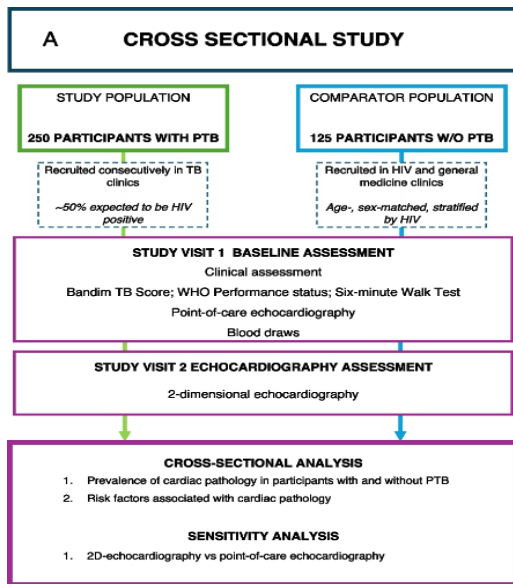 A CROSS SECTIONAL STUDY
STUDY POPULATION
250 PARTICIPANTS WITH PTB
COMPARATOR POPULATION
125 PARTICIPANTS W/O PTB
Recruited consecutively in TB
clinics
~50% expected to be HIV
positive
Recruited in HIV and general
medicine clinics
Age-, sex-matched, stratified
by HIV
STUDY VISIT 1 BASELINE ASSESSMENT
Clinical assessment
Bandim TB Score; WHO Performance status; Six-minute Walk Test
Point-of-care echocardiography
Blood draws
STUDY VISIT 2 ECHOCARDIOGRAPHY ASSESSMENT
2-dimensional echocardiography
CROSS-SECTIONAL ANALYSIS
1. Prevalence of cardiac pathology in participants with and without PTB
2. Risk factors associated with cardiac pathology
SENSITIVITY ANALYSIS
1. 2D-echocardiography vs point-of-care echocardiography